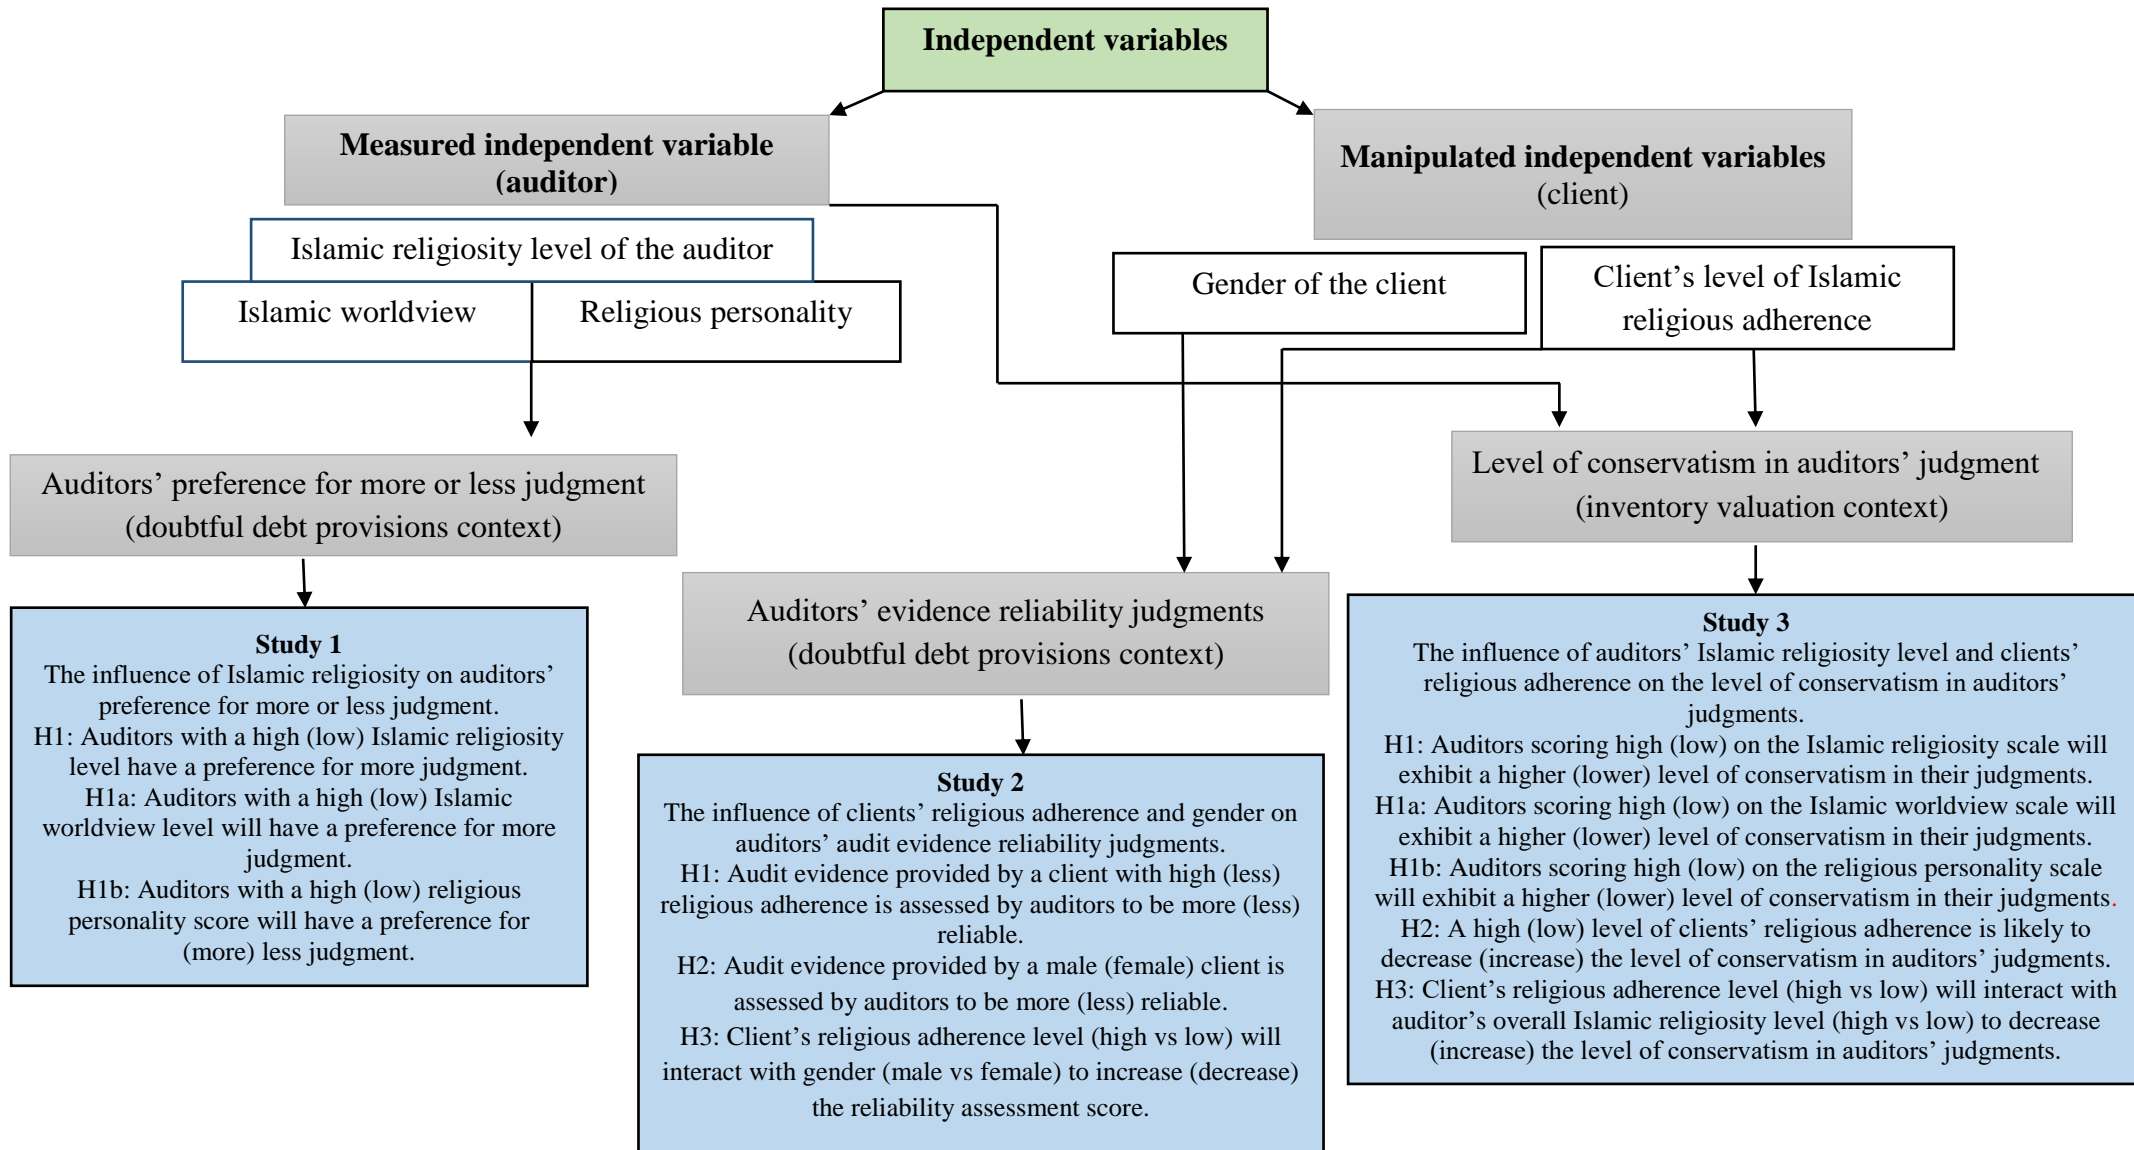 Independent variables
Measured independent variable
(auditor)
Manipulated independent variables
(client)
Islamic religiosity level of the auditor
Islamic worldview
Religious personality
Gender of the client
Client’s level of Islamic
religious adherence
Auditors’ preference for more or less judgment
(doubtful debt provisions context)
Level of conservatism in auditors’ judgment
(inventory valuation context)
Auditors’ evidence reliability judgments
(doubtful debt provisions context)
Study 1
The influence of Islamic religiosity on auditors’
preference for more or less judgment.
H1: Auditors with a high (low) Islamic religiosity
level have a preference for more judgment.
H1a: Auditors with a high (low) Islamic
worldview level will have a preference for more
judgment.
H1b: Auditors with a high (low) religious
personality score will have a preference for
(more) less judgment.
Study 2
The influence of clients’ religious adherence and gender on
auditors’ audit evidence reliability judgments.
H1: Audit evidence provided by a client with high (less)
religious adherence is assessed by auditors to be more (less)
reliable.
H2: Audit evidence provided by a male (female) client is
assessed by auditors to be more (less) reliable.
H3: Client’s religious adherence level (high vs low) will
interact with gender (male vs female) to increase (decrease)
the reliability assessment score.
Study 3
The influence of auditors’ Islamic religiosity level and clients’
religious adherence on the level of conservatism in auditors’
judgments.
H1: Auditors scoring high (low) on the Islamic religiosity scale will
exhibit a higher (lower) level of conservatism in their judgments.
H1a: Auditors scoring high (low) on the Islamic worldview scale will
exhibit a higher (lower) level of conservatism in their judgments.
H1b: Auditors scoring high (low) on the religious personality scale
will exhibit a higher (lower) level of conservatism in their judgments.
H2: A high (low) level of clients’ religious adherence is likely to
decrease (increase) the level of conservatism in auditors’ judgments.
H3: Client’s religious adherence level (high vs low) will interact with
auditor’s overall Islamic religiosity level (high vs low) to decrease
(increase) the level of conservatism in auditors’ judgments.